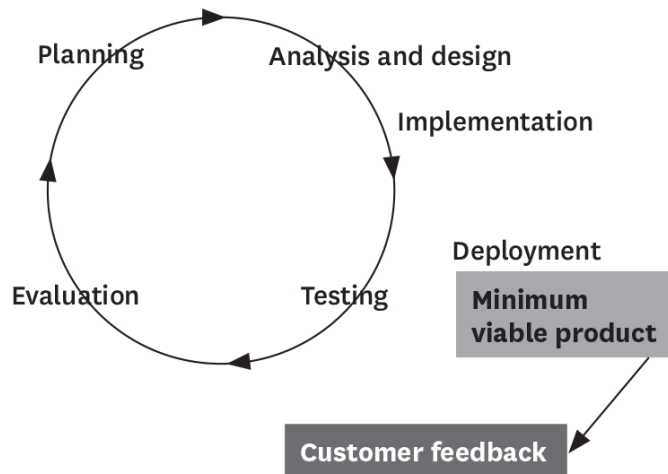 Planning
Analysis and design
Implementation
Deployment
Minimum
viable product
Evaluation
Testing
Customer feedback